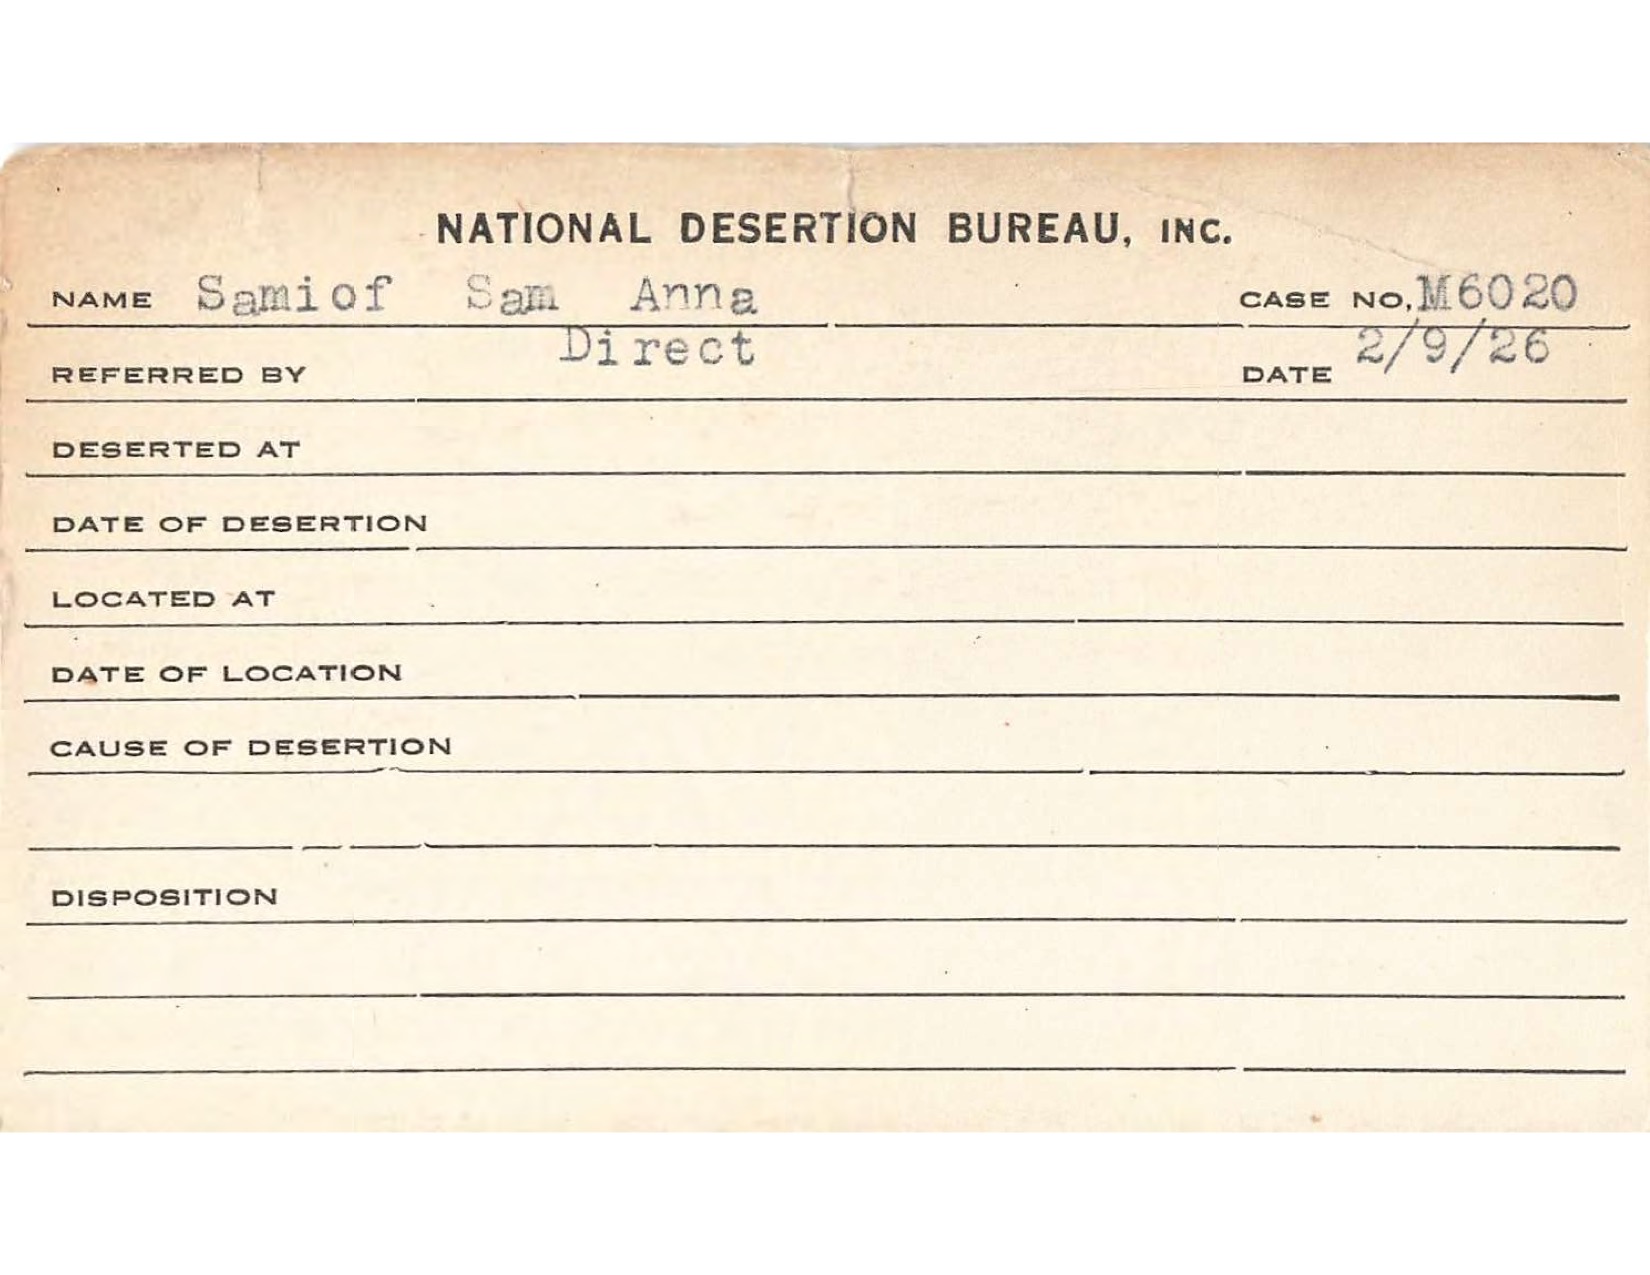 NATIONAL DESERTION BUREAU, INC.
NAME Samiof Sam Anna CASE NO. M6020
REFERRED BY Direct DATE 2/9/26
DESERTED AT
DATE OF DESERTION
LOCATED AT
DATE OF LOCATION
CAUSE OF DESERTION
DISPOSITION